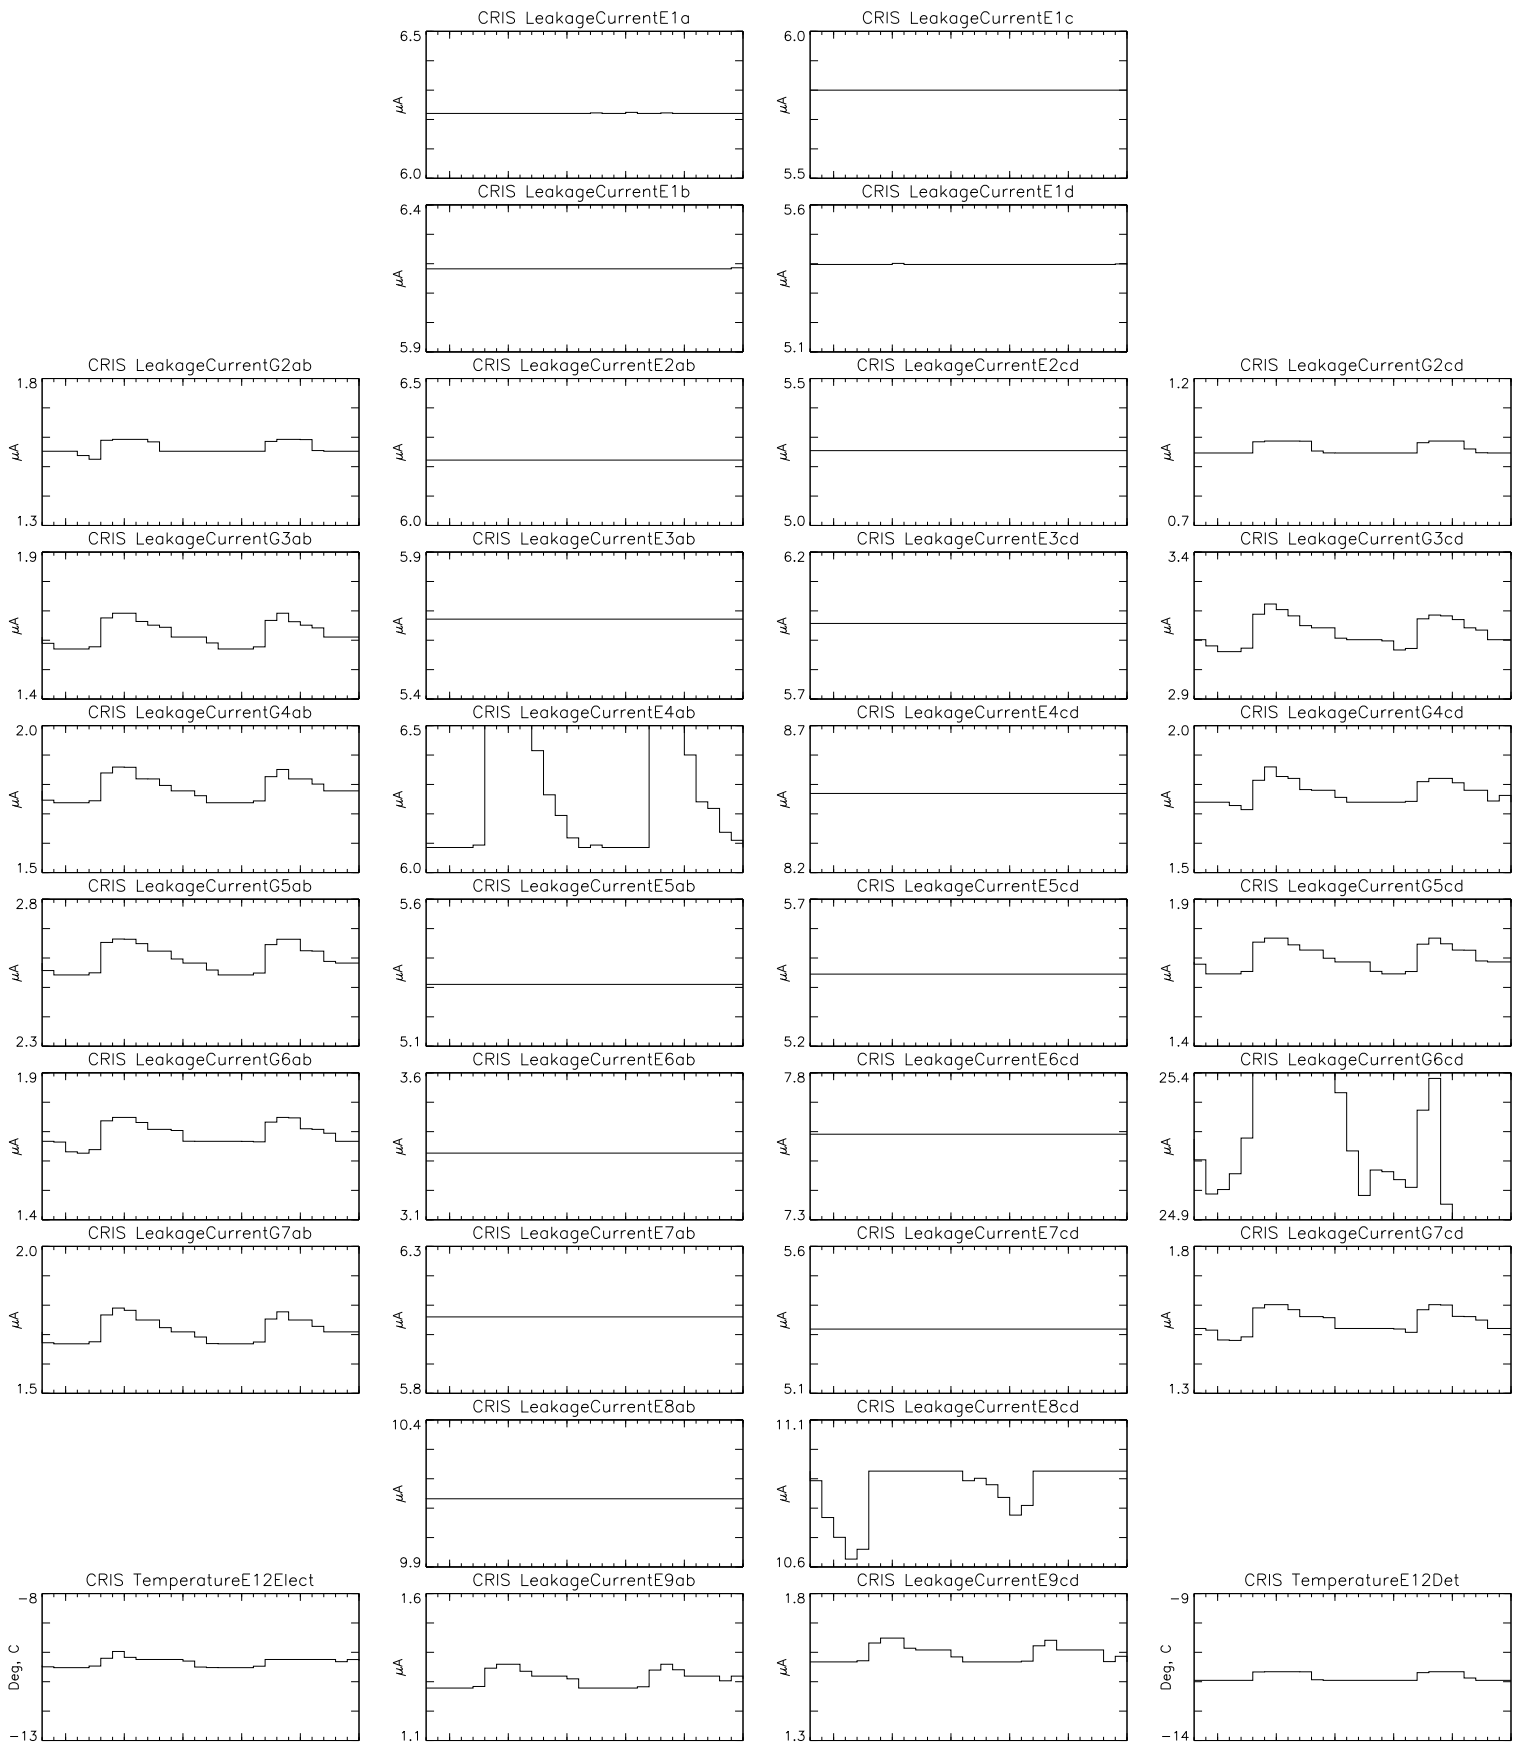 CRIS LeakageCurrentE1a
6.5
μA
6.0
CRIS LeakageCurrentE1c
6.0
μA
5.5
CRIS LeakageCurrentE1b
6.4
μA
5.9
CRIS LeakageCurrentE1d
5.6
μA
5.1
CRIS LeakageCurrentG2ab
1.8
μA
1.3
CRIS LeakageCurrentE2ab
6.5
μA
6.0
CRIS LeakageCurrentE2cd
5.5
μA
5.0
CRIS LeakageCurrentG2cd
1.2
μA
0.7
CRIS LeakageCurrentG3ab
1.9
μA
1.4
CRIS LeakageCurrentE3ab
5.9
μA
5.4
CRIS LeakageCurrentE3cd
6.2
μA
5.7
CRIS LeakageCurrentG3cd
3.4
μA
2.9
CRIS LeakageCurrentG4ab
2.0
μA
1.5
CRIS LeakageCurrentE4ab
6.5
μA
6.0
CRIS LeakageCurrentE4cd
8.7
μA
8.2
CRIS LeakageCurrentG4cd
2.0
μA
1.5
CRIS LeakageCurrentG5ab
2.8
μA
2.3
CRIS LeakageCurrentE5ab
5.6
μA
5.1
CRIS LeakageCurrentE5cd
5.7
μA
5.2
CRIS LeakageCurrentG5cd
1.9
μA
1.4
CRIS LeakageCurrentG6ab
1.9
μA
1.4
CRIS LeakageCurrentE6ab
3.6
μA
3.1
CRIS LeakageCurrentE6cd
7.8
μA
7.3
CRIS LeakageCurrentG6cd
25.4
μA
24.9
CRIS LeakageCurrentG7ab
2.0
μA
1.5
CRIS LeakageCurrentE7ab
6.3
μA
5.8
CRIS LeakageCurrentE7cd
5.6
μA
5.1
CRIS LeakageCurrentG7cd
1.8
μA
1.3
CRIS LeakageCurrentE8ab
10.4
μA
9.9
CRIS LeakageCurrentE8cd
11.1
μA
10.6
CRIS TemperatureE12Elect
-8
Deg, C
-13
CRIS LeakageCurrentE9ab
1.6
μA
1.1
CRIS LeakageCurrentE9cd
1.8
μA
1.3
CRIS TemperatureE12Det
-9
Deg, C
-14